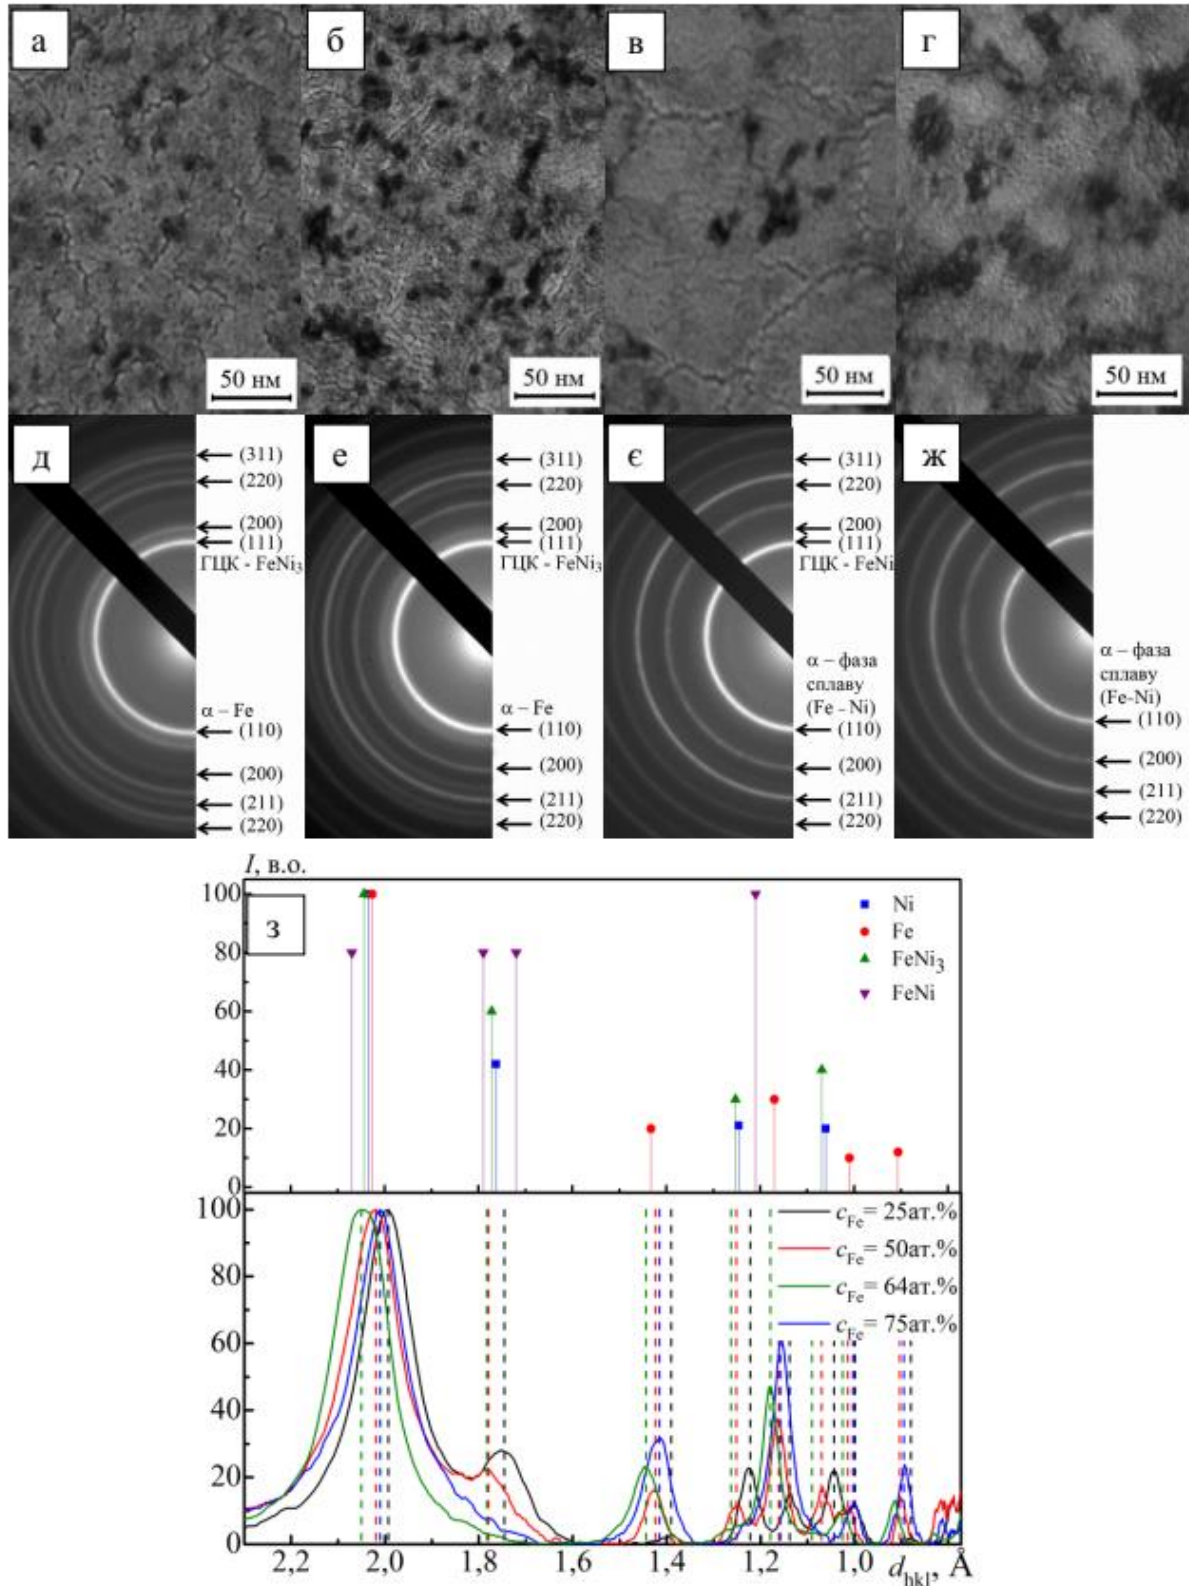 а
б
в
г
50 нм
50 нм
50 нм
50 нм
д
(311)
(220)
(200)
(111)
ГЦК - FeNi3
α – Fe
(110)
(200)
(211)
(220)
е
(311)
(220)
(200)
(111)
ГЦК - FeNi3
α – Fe
(110)
(200)
(211)
(220)
є
(311)
(220)
(200)
(111)
ГЦК - FeNi
α – фаза
сплаву
(Fe - Ni)
(110)
(200)
(211)
(220)
ж
α – фаза
сплаву
(Fe-Ni)
(110)
(200)
(211)
(220)
I, в.о.
з
100
80
60
40
20
0
Ni
Fe
FeNi3
FeNi
100
80
60
40
20
0
cFe= 25ат.%
cFe= 50ат.%
cFe= 64ат.%
cFe= 75ат.%
2,2 2,0 1,8 1,6 1,4 1,2 1,0 dhkl, Å